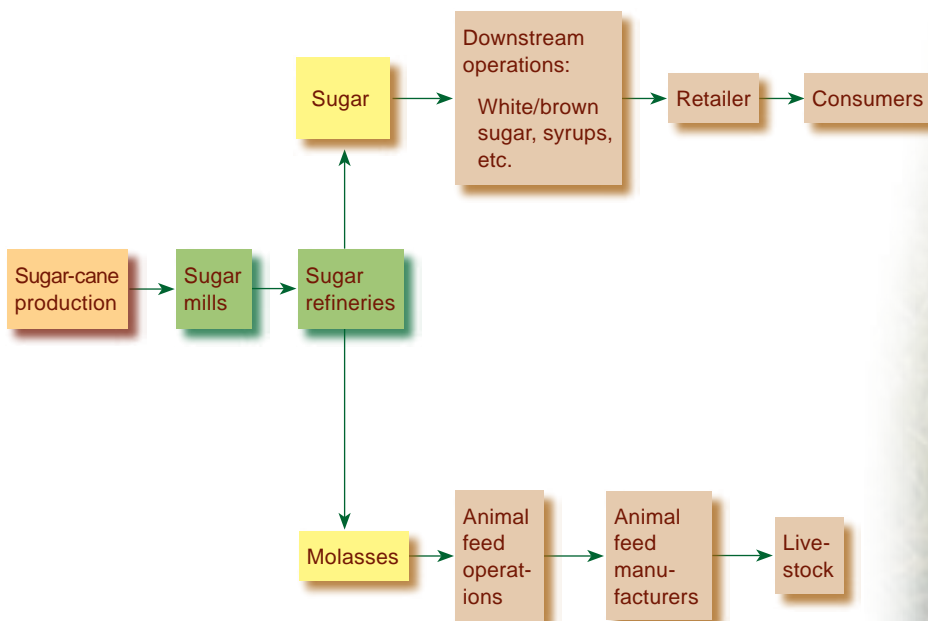 Sugar
Downstream
operations:
White/brown
sugar, syrups,
etc.
Retailer
Consumers
Sugar-cane
production
Sugar
mills
Sugar
refineries
Molasses
Animal
feed
operat-
ions
Animal
feed
manu-
facturers
Live-
stock